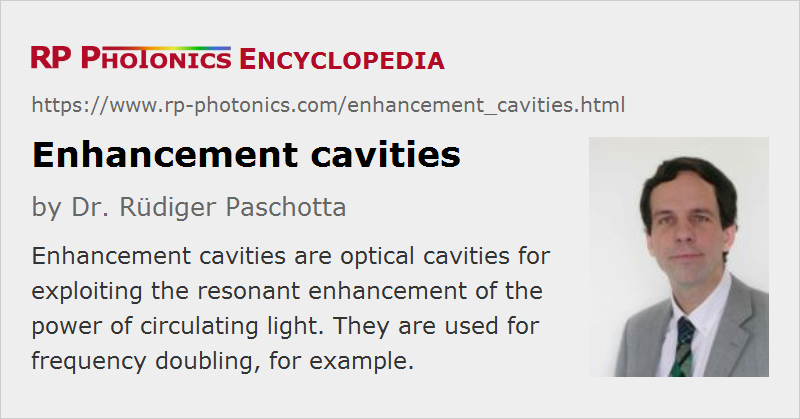 RP PHOTONICS ENCYCLOPEDIA
https://www.rp-photonics.com/enhancement_cavities.html
Enhancement cavities
by Dr. Rüdiger Paschotta
Enhancement cavities are optical cavities for
exploiting the resonant enhancement of the
power of circulating light. They are used for
frequency doubling, for example.